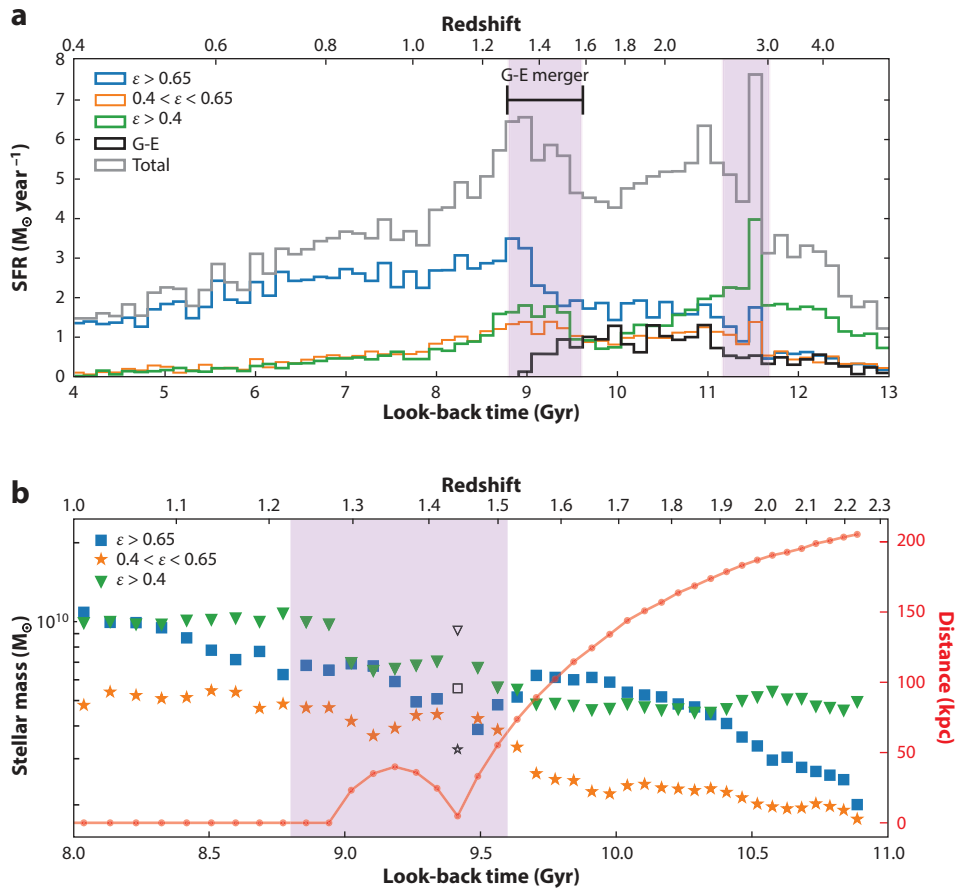 a
Redshift
0.4 0.6 0.8 1.0 1.2 1.4 1.6 1.8 2.0 3.0 4.0
8
7
6
5
4
3
2
1
0
SFR (M⊙ year −1)
ε > 0.65
0.4 < ε < 0.65
ε > 0.4
G-E
Total
G-E merger
4 5 6 7 8 9 10 11 12 13
Look-back time (Gyr)
b
Redshift
1.0 1.1 1.2 1.3 1.4 1.5 1.6 1.7 1.8 1.9 2.0 2.1 2.2 2.3
ε > 0.65
0.4 < ε < 0.65
ε > 0.4
10¹⁰
Stellar mass (M⊙)
200
150
100
50
0
Distance (kpc)
8.0 8.5 9.0 9.5 10.0 10.5 11.0
Look-back time (Gyr)